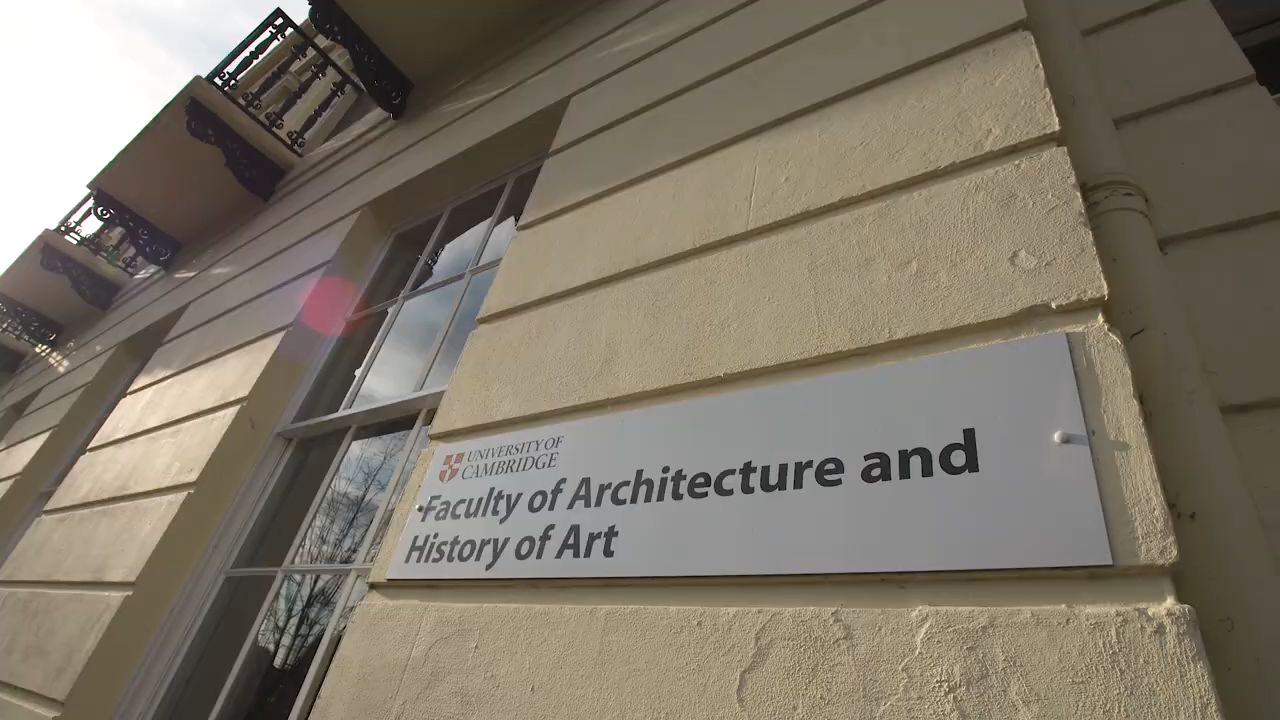 UNIVERSITY OF
CAMBRIDGE
Faculty of Architecture and
History of Art